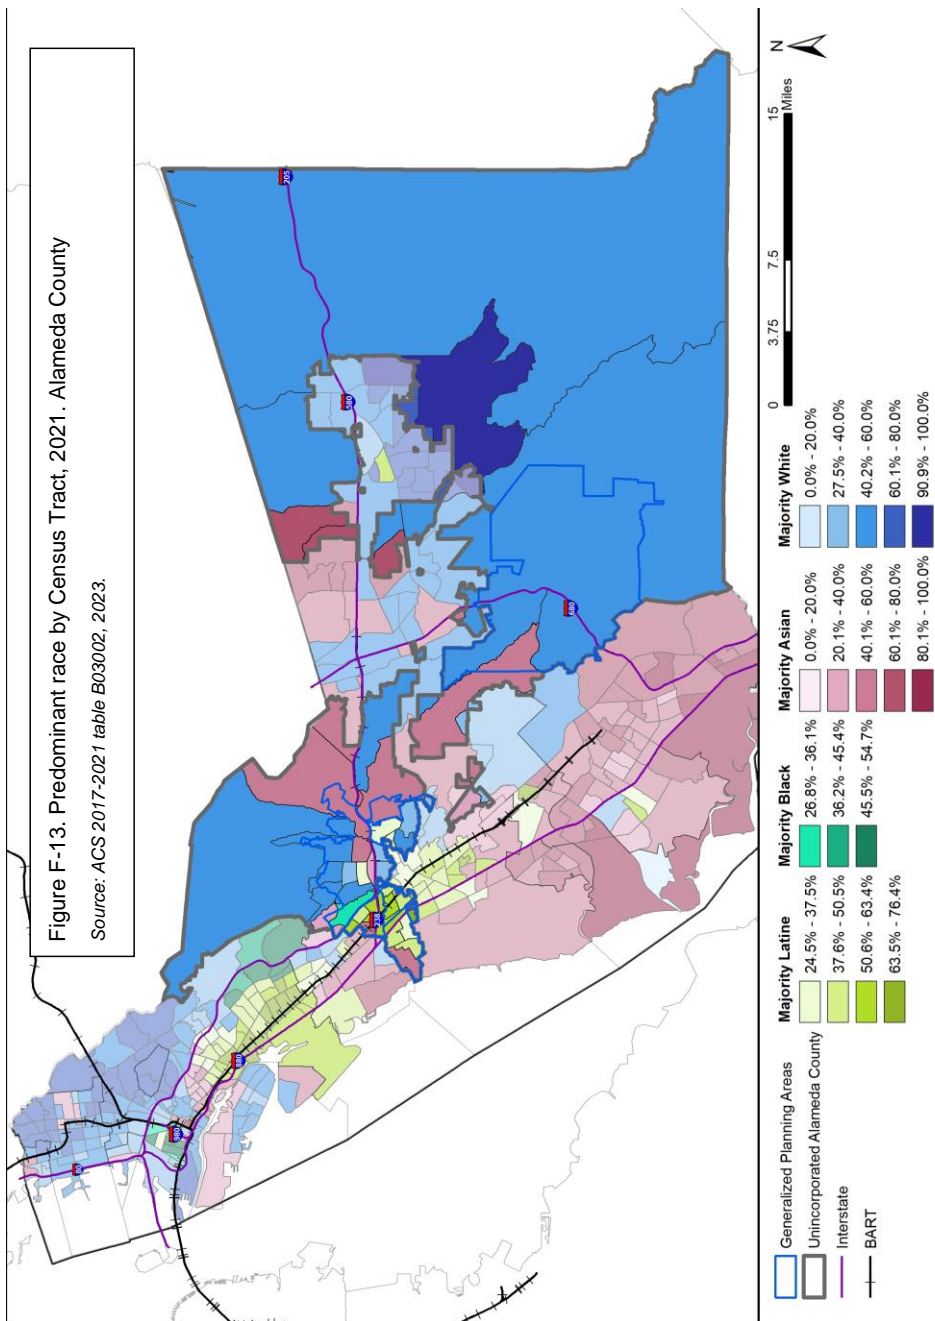 Figure F-13. Predominant race by Census Tract, 2021. Alameda County
Source: ACS 2017-2021 table B03002, 2023.
80
980
880
238
580
205
680
N
0 3.75 7.5 15
Miles
Generalized Planning Areas
Unincorporated Alameda County
Interstate
BART
Majority Latine
24.5% - 37.5%
37.6% - 50.5%
50.6% - 63.4%
63.5% - 76.4%
Majority Black
26.8% - 36.1%
36.2% - 45.4%
45.5% - 54.7%
Majority Asian
0.0% - 20.0%
20.1% - 40.0%
40.1% - 60.0%
60.1% - 80.0%
80.1% - 100.0%
Majority White
0.0% - 20.0%
27.5% - 40.0%
40.2% - 60.0%
60.1% - 80.0%
90.9% - 100.0%